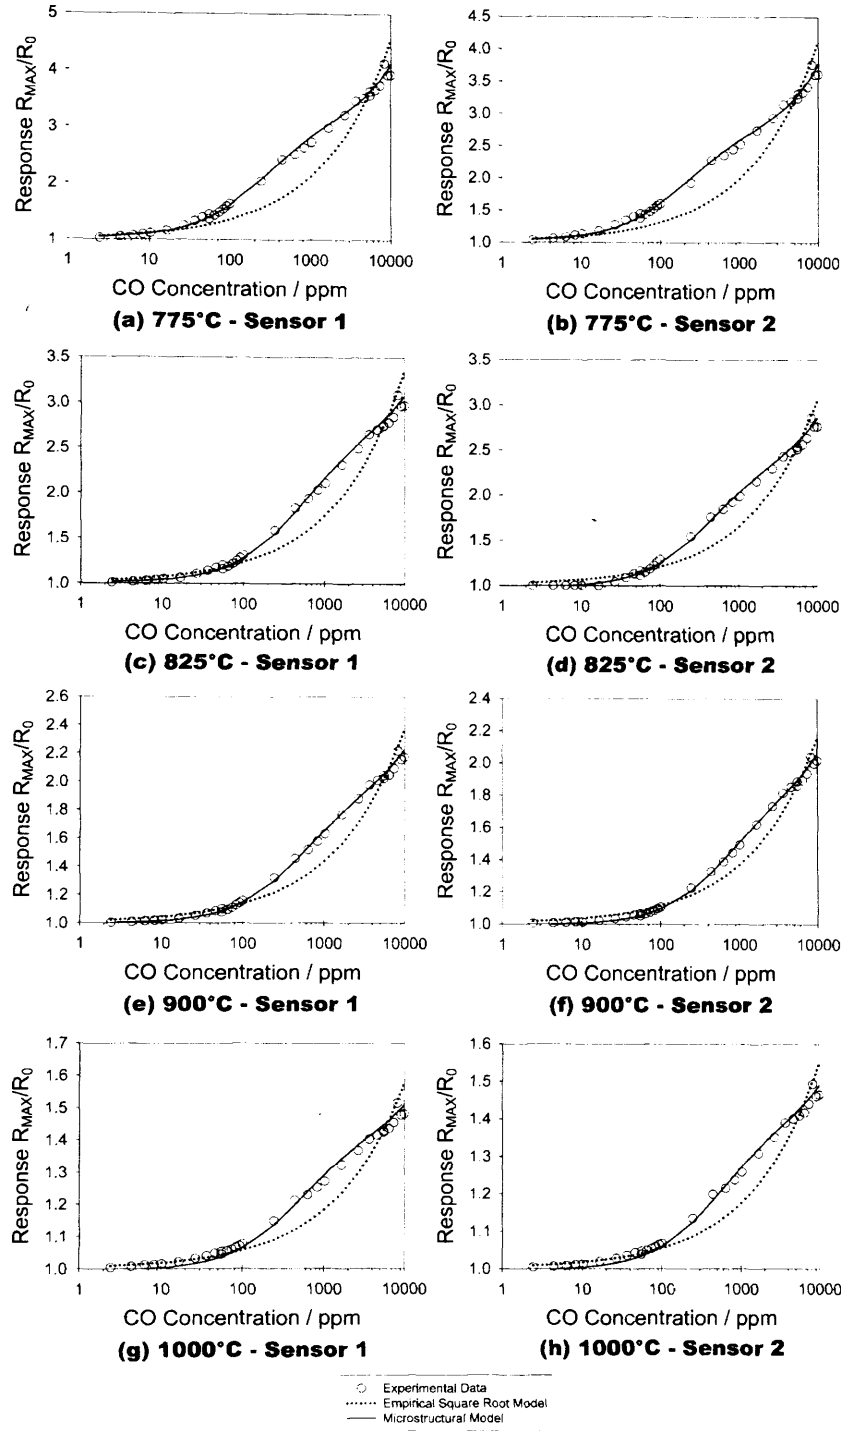 Response R_MAX/R_0
5
4
3
2
1
1 10 100 1000 10000
CO Concentration / ppm
(a) 775°C - Sensor 1
Response R_MAX/R_0
4.5
4.0
3.5
3.0
2.5
2.0
1.5
1.0
1 10 100 1000 10000
CO Concentration / ppm
(b) 775°C - Sensor 2
Response R_MAX/R_0
3.5
3.0
2.5
2.0
1.5
1.0
1 10 100 1000 10000
CO Concentration / ppm
(c) 825°C - Sensor 1
Response R_MAX/R_0
3.5
3.0
2.5
2.0
1.5
1.0
1 10 100 1000 10000
CO Concentration / ppm
(d) 825°C - Sensor 2
Response R_MAX/R_0
2.6
2.4
2.2
2.0
1.8
1.6
1.4
1.2
1.0
1 10 100 1000 10000
CO Concentration / ppm
(e) 900°C - Sensor 1
Response R_MAX/R_0
2.4
2.2
2.0
1.8
1.6
1.4
1.2
1.0
1 10 100 1000 10000
CO Concentration / ppm
(f) 900°C - Sensor 2
Response R_MAX/R_0
1.7
1.6
1.5
1.4
1.3
1.2
1.1
1.0
1 10 100 1000 10000
CO Concentration / ppm
(g) 1000°C - Sensor 1
Response R_MAX/R_0
1.6
1.5
1.4
1.3
1.2
1.1
1.0
1 10 100 1000 10000
CO Concentration / ppm
(h) 1000°C - Sensor 2
Experimental Data
Empirical Square Root Model
Microstructural Model